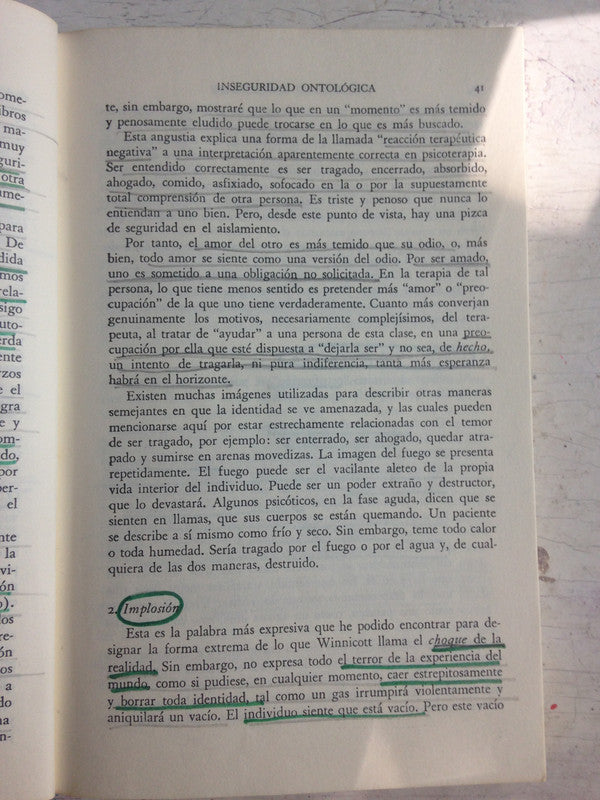 INSEGURIDAD ONTOLÓGICA 41
te, sin embargo, mostraré que lo que en un “momento” es más temido
y penosamente eludido puede trocarse en lo que es más buscado.
Esta angustia explica una forma de la llamada “reacción terapéutica
negativa” a una interpretación aparentemente correcta en psicoterapia.
Ser entendido correctamente es ser tragado, encerrado, absorbido,
ahogado, comido, asfixiado, sofocado en la o por la supuestamente
total comprensión de otra persona. Es triste y penoso que nunca lo
entiendan a uno bien. Pero, desde este punto de vista, hay una pizca
de seguridad en el aislamiento.
Por tanto, el amor del otro es más temido que su odio, o, más
bien, todo amor se siente como una versión del odio. Por ser amado,
uno es sometido a una obligación no solicitada. En la terapia de tal
persona, lo que tiene menos sentido es pretender más “amor” o “preo-
cupación” de la que uno tiene verdaderamente. Cuanto más converjan
genuinamente los motivos, necesariamente complejísimos, del tera-
peuta, al tratar de “ayudar” a una persona de esta clase, en una preo-
cupación por ella que esté dispuesta a “dejarla ser” y no sea, de hecho,
un intento de tragarla, ni pura indiferencia, tanta más esperanza
habrá en el horizonte.
Existen muchas imágenes utilizadas para describir otras maneras
semejantes en que la identidad se ve amenazada, y las cuales pueden
mencionarse aquí por estar estrechamente relacionadas con el temor
de ser tragado, por ejemplo: ser enterrado, ser ahogado, quedar atra-
pado y sumirse en arenas movedizas. La imagen del fuego se presenta
repetidamente. El fuego puede ser el vacilante aleteo de la propia
vida interior del individuo. Puede ser un poder extraño y destructor,
que lo devastará. Algunos psicóticos, en la fase aguda, dicen que se
sienten en llamas, que sus cuerpos se están quemando. Un paciente
se describe a sí mismo como frío y seco. Sin embargo, teme todo calor
o toda humedad. Sería tragado por el fuego o por el agua y, de cual-
quiera de las dos maneras, destruido.
2. Implosión
Esta es la palabra más expresiva que he podido encontrar para de-
signar la forma extrema de lo que Winnicott llama el choque de la
realidad. Sin embargo, no expresa todo el terror de la experiencia del
mundo, como si pudiese, en cualquier momento, caer estrepitosamente
y borrar toda identidad, tal como un gas irrumpirá violentamente y
aniquilará un vacío. El individuo siente que está vacío. Pero este vacío